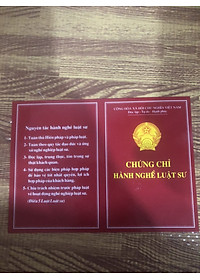 Nguyên tắc hành nghề luật sư
1- Tuân thủ Hiến pháp và pháp luật.
2- Tuân theo quy tắc đạo đức và ứng
xử nghề nghiệp luật sư.
3- Độc lập, trung thực, tôn trọng sự
thật khách quan.
4- Sử dụng các biện pháp hợp pháp
để bảo vệ tốt nhất quyền, lợi ích
hợp pháp của khách hàng.
5- Chịu trách nhiệm trước pháp luật
về hoạt động nghề nghiệp luật sư.
(Điều 5 Luật Luật sư)
CỘNG HÒA XÃ HỘI CHỦ NGHĨA VIỆT NAM
Độc lập - Tự do - Hạnh phúc
CHỨNG CHỈ
HÀNH NGHỀ LUẬT SƯ